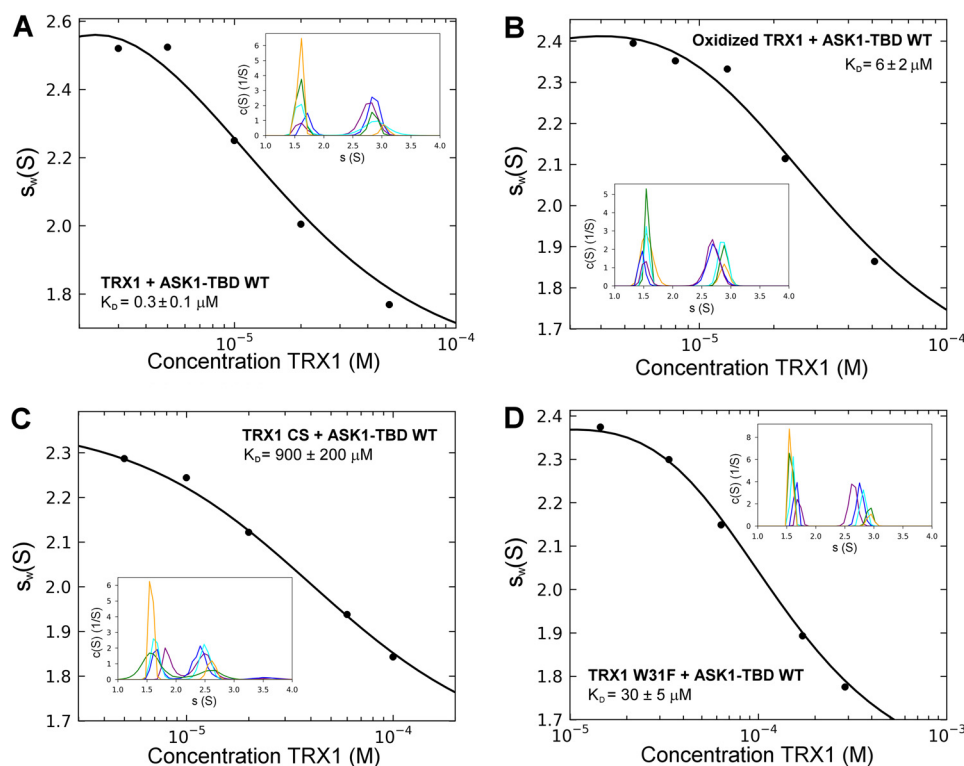 A
2.6
2.4
2.2
2.0
1.8
s_w(S)
10⁻⁵
10⁻⁴
Concentration TRX1 (M)
TRX1 + ASK1-TBD WT
K_D = 0.3 ± 0.1 µM
6
5
4
3
2
1
0
c(S) (1/S)
1.0 1.5 2.0 2.5 3.0 3.5 4.0
s (S)
B
2.4
2.3
2.2
2.1
2.0
1.9
1.8
1.7
s_w(S)
10⁻⁵
10⁻⁴
Concentration TRX1 (M)
Oxidized TRX1 + ASK1-TBD WT
K_D = 6 ± 2 µM
5
4
3
2
1
0
c(S) (1/S)
1.0 1.5 2.0 2.5 3.0 3.5 4.0
s (S)
C
2.3
2.2
2.1
2.0
1.9
1.8
1.7
s_w(S)
10⁻⁵
10⁻⁴
Concentration TRX1 (M)
TRX1 CS + ASK1-TBD WT
K_D = 900 ± 200 µM
6
5
4
3
2
1
0
c(S) (1/S)
1.0 1.5 2.0 2.5 3.0 3.5 4.0
s (S)
D
2.4
2.3
2.2
2.1
2.0
1.9
1.8
1.7
s_w(S)
10⁻⁵
10⁻⁴
10⁻³
Concentration TRX1 (M)
TRX1 W31F + ASK1-TBD WT
K_D = 30 ± 5 µM
8
6
4
2
0
c(S) (1/S)
1.0 1.5 2.0 2.5 3.0 3.5 4.0
s (S)